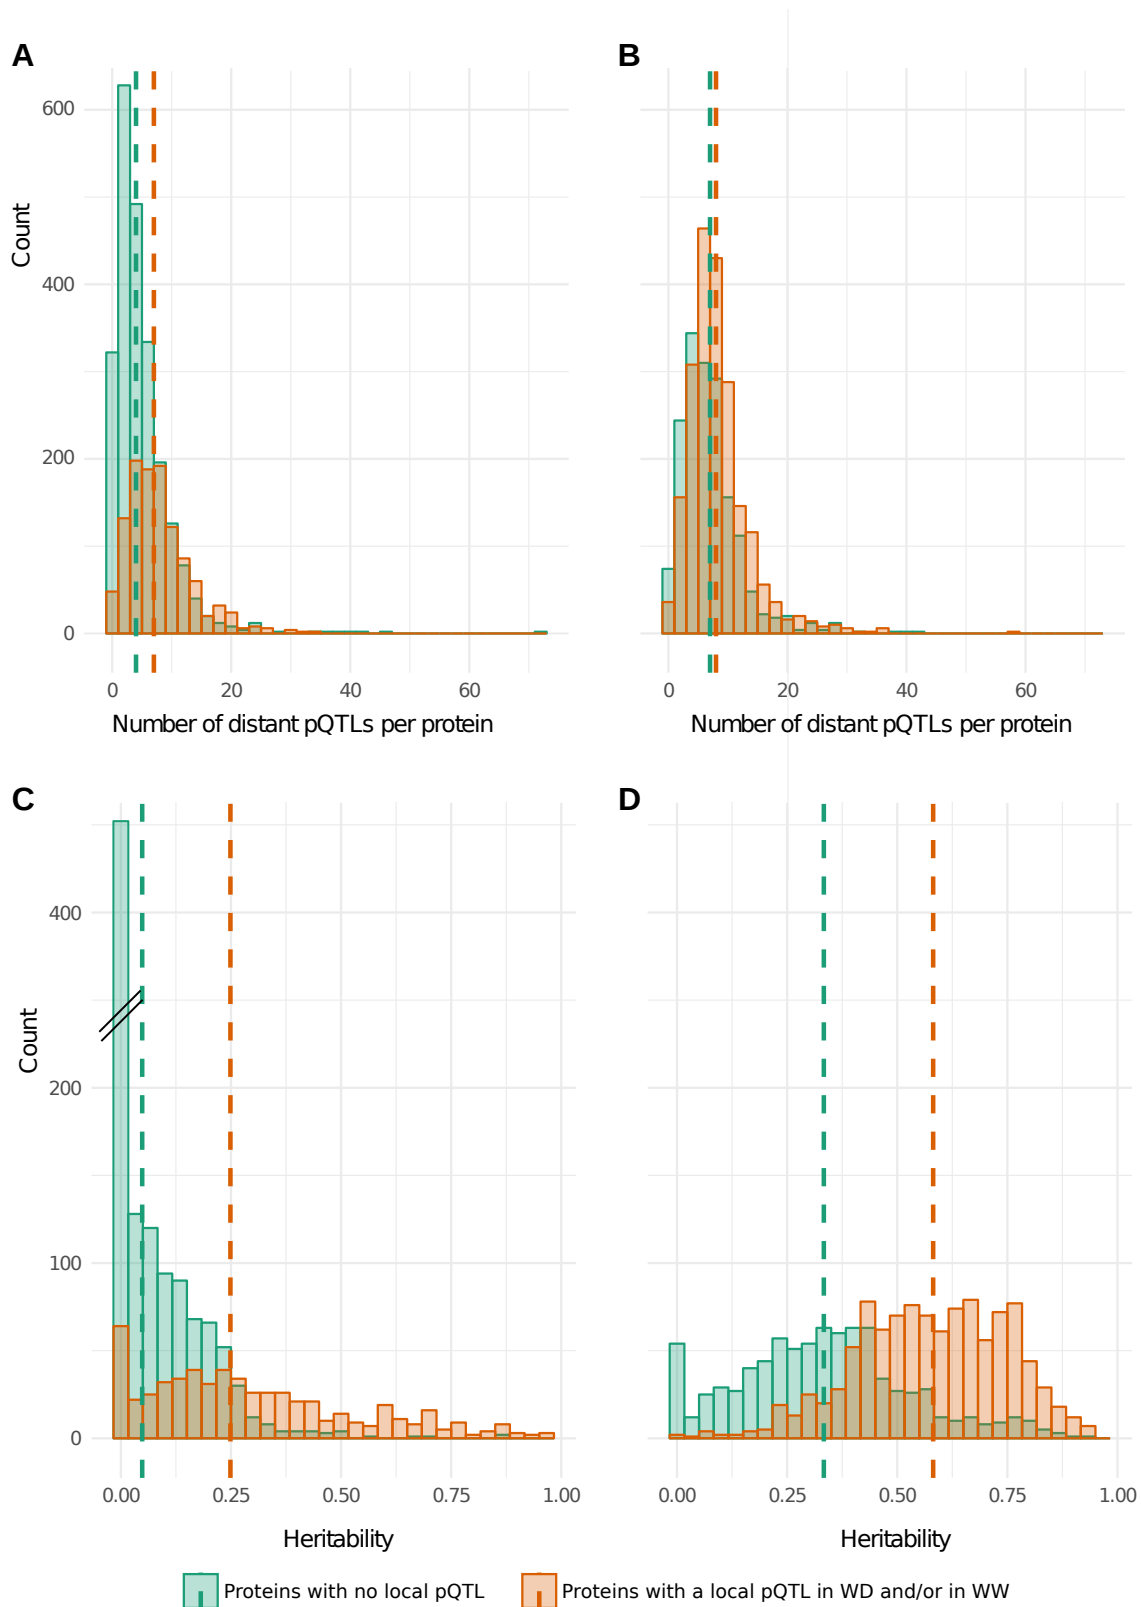 A
B
600
400
200
0
Count
0 20 40 60
0 20 40 60
Number of distant pQTLs per protein
Number of distant pQTLs per protein
C
D
400
200
100
0
Count
0.00 0.25 0.50 0.75 1.00
0.00 0.25 0.50 0.75 1.00
Heritability
Heritability
Proteins with no local pQTL
Proteins with a local pQTL in WD and/or in WW